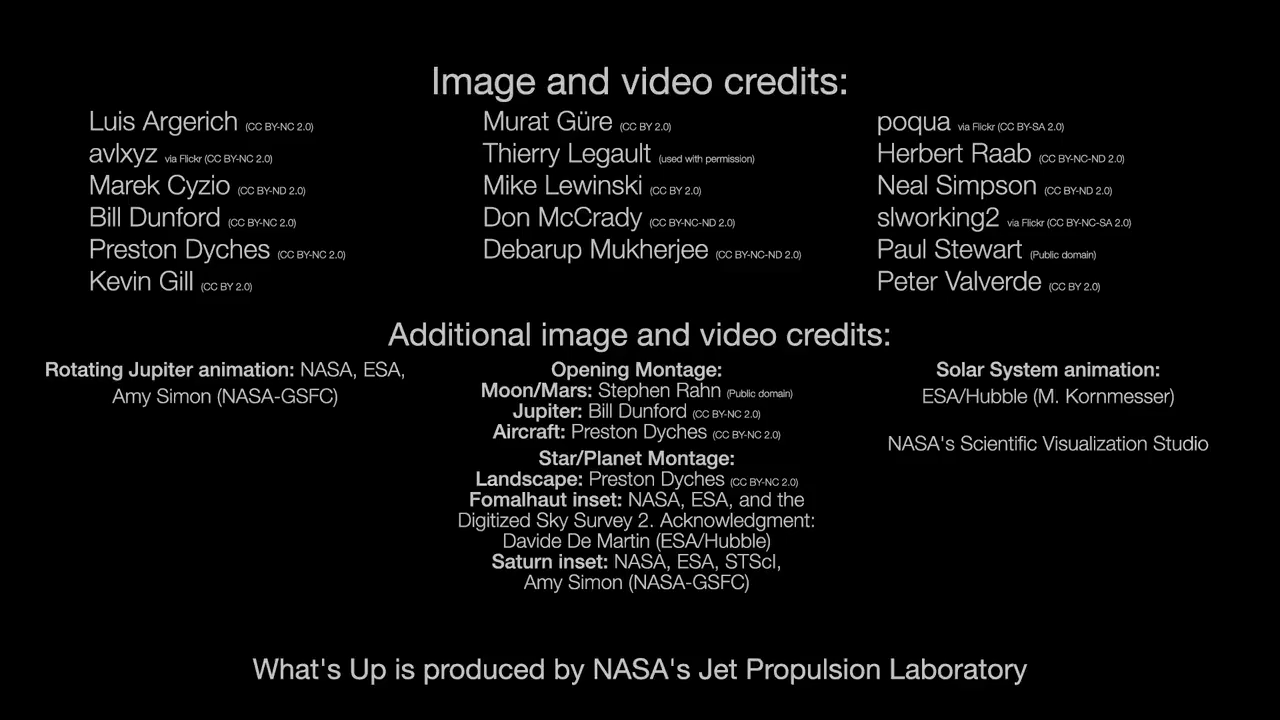 Image and video credits:
Luis Argerich (CC BY-NC 2.0)
avlxyz via Flickr (CC BY-NC 2.0)
Marek Cyzio (CC BY-ND 2.0)
Bill Dunford (CC BY-NC 2.0)
Preston Dyches (CC BY-NC 2.0)
Kevin Gill (CC BY 2.0)
Murat Güre (CC BY 2.0)
Thierry Legault (used with permission)
Mike Lewinski (CC BY 2.0)
Don McCrady (CC BY-NC-ND 2.0)
Debarup Mukherjee (CC BY-NC-ND 2.0)
poqua via Flickr (CC BY-SA 2.0)
Herbert Raab (CC BY-NC-ND 2.0)
Neal Simpson (CC BY-ND 2.0)
slworking2 via Flickr (CC BY-NC-SA 2.0)
Paul Stewart (Public domain)
Peter Valverde (CC BY 2.0)
Additional image and video credits:
Rotating Jupiter animation: NASA, ESA,
Amy Simon (NASA-GSFC)
Opening Montage:
Moon/Mars: Stephen Rahn (Public domain)
Jupiter: Bill Dunford (CC BY-NC 2.0)
Aircraft: Preston Dyches (CC BY-NC 2.0)
Star/Planet Montage:
Landscape: Preston Dyches (CC BY-NC 2.0)
Fomalhaut inset: NASA, ESA, and the
Digitized Sky Survey 2. Acknowledgment:
Davide De Martin (ESA/Hubble)
Saturn inset: NASA, ESA, STScI,
Amy Simon (NASA-GSFC)
Solar System animation:
ESA/Hubble (M. Kornmesser)
NASA's Scientific Visualization Studio
What's Up is produced by NASA's Jet Propulsion Laboratory